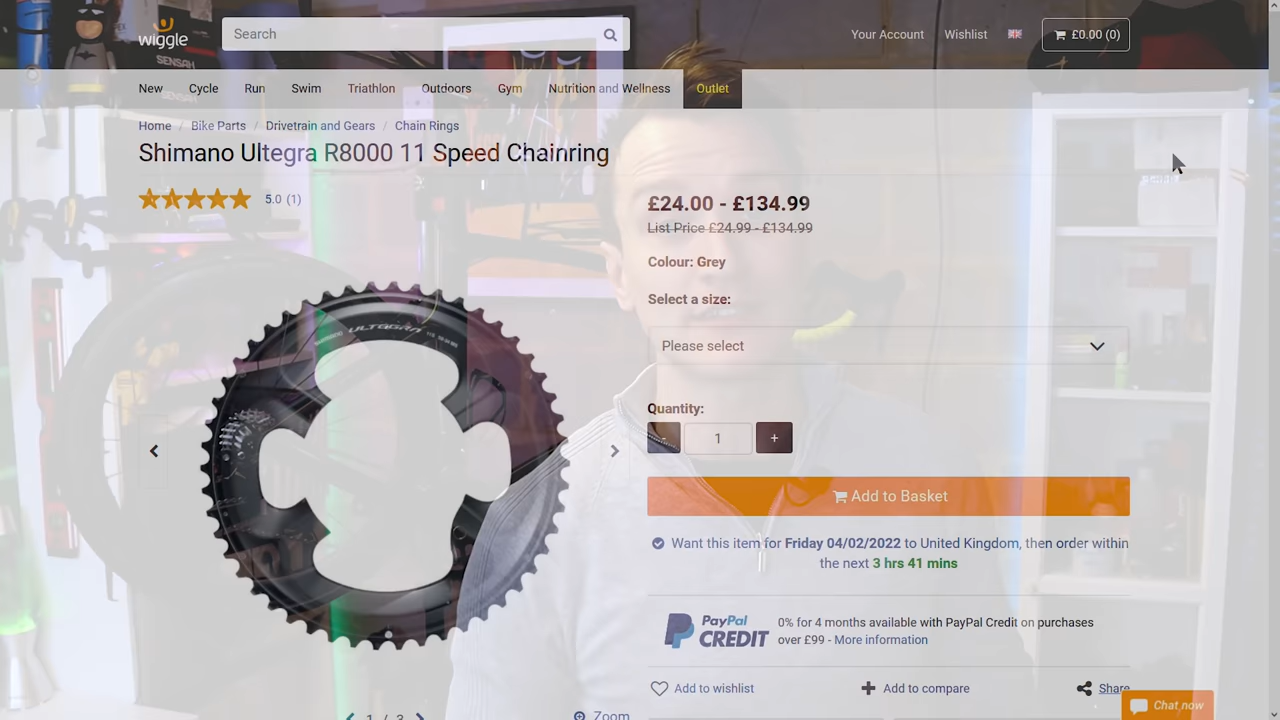 wiggle
Search
Your Account
Wishlist
£0.00 (0)
SENSAH
New
Cycle
Run
Swim
Triathlon
Outdoors
Gym
Nutrition and Wellness
Outlet
Home / Bike Parts / Drivetrain and Gears / Chain Rings
Shimano Ultegra R8000 11 Speed Chainring
5.0 (1)
£24.00 - £134.99
List Price £24.99 - £134.99
Colour: Grey
Select a size:
Please select
ULTEGRA
Quantity:
- 1 +
Add to Basket
Want this item for Friday 04/02/2022 to United Kingdom, then order within
the next 3 hrs 41 mins
PayPal
CREDIT
0% for 4 months available with PayPal Credit on purchases
over £99 - More information
Add to wishlist
Add to compare
Share
Chat now
1 / 3
Zoom